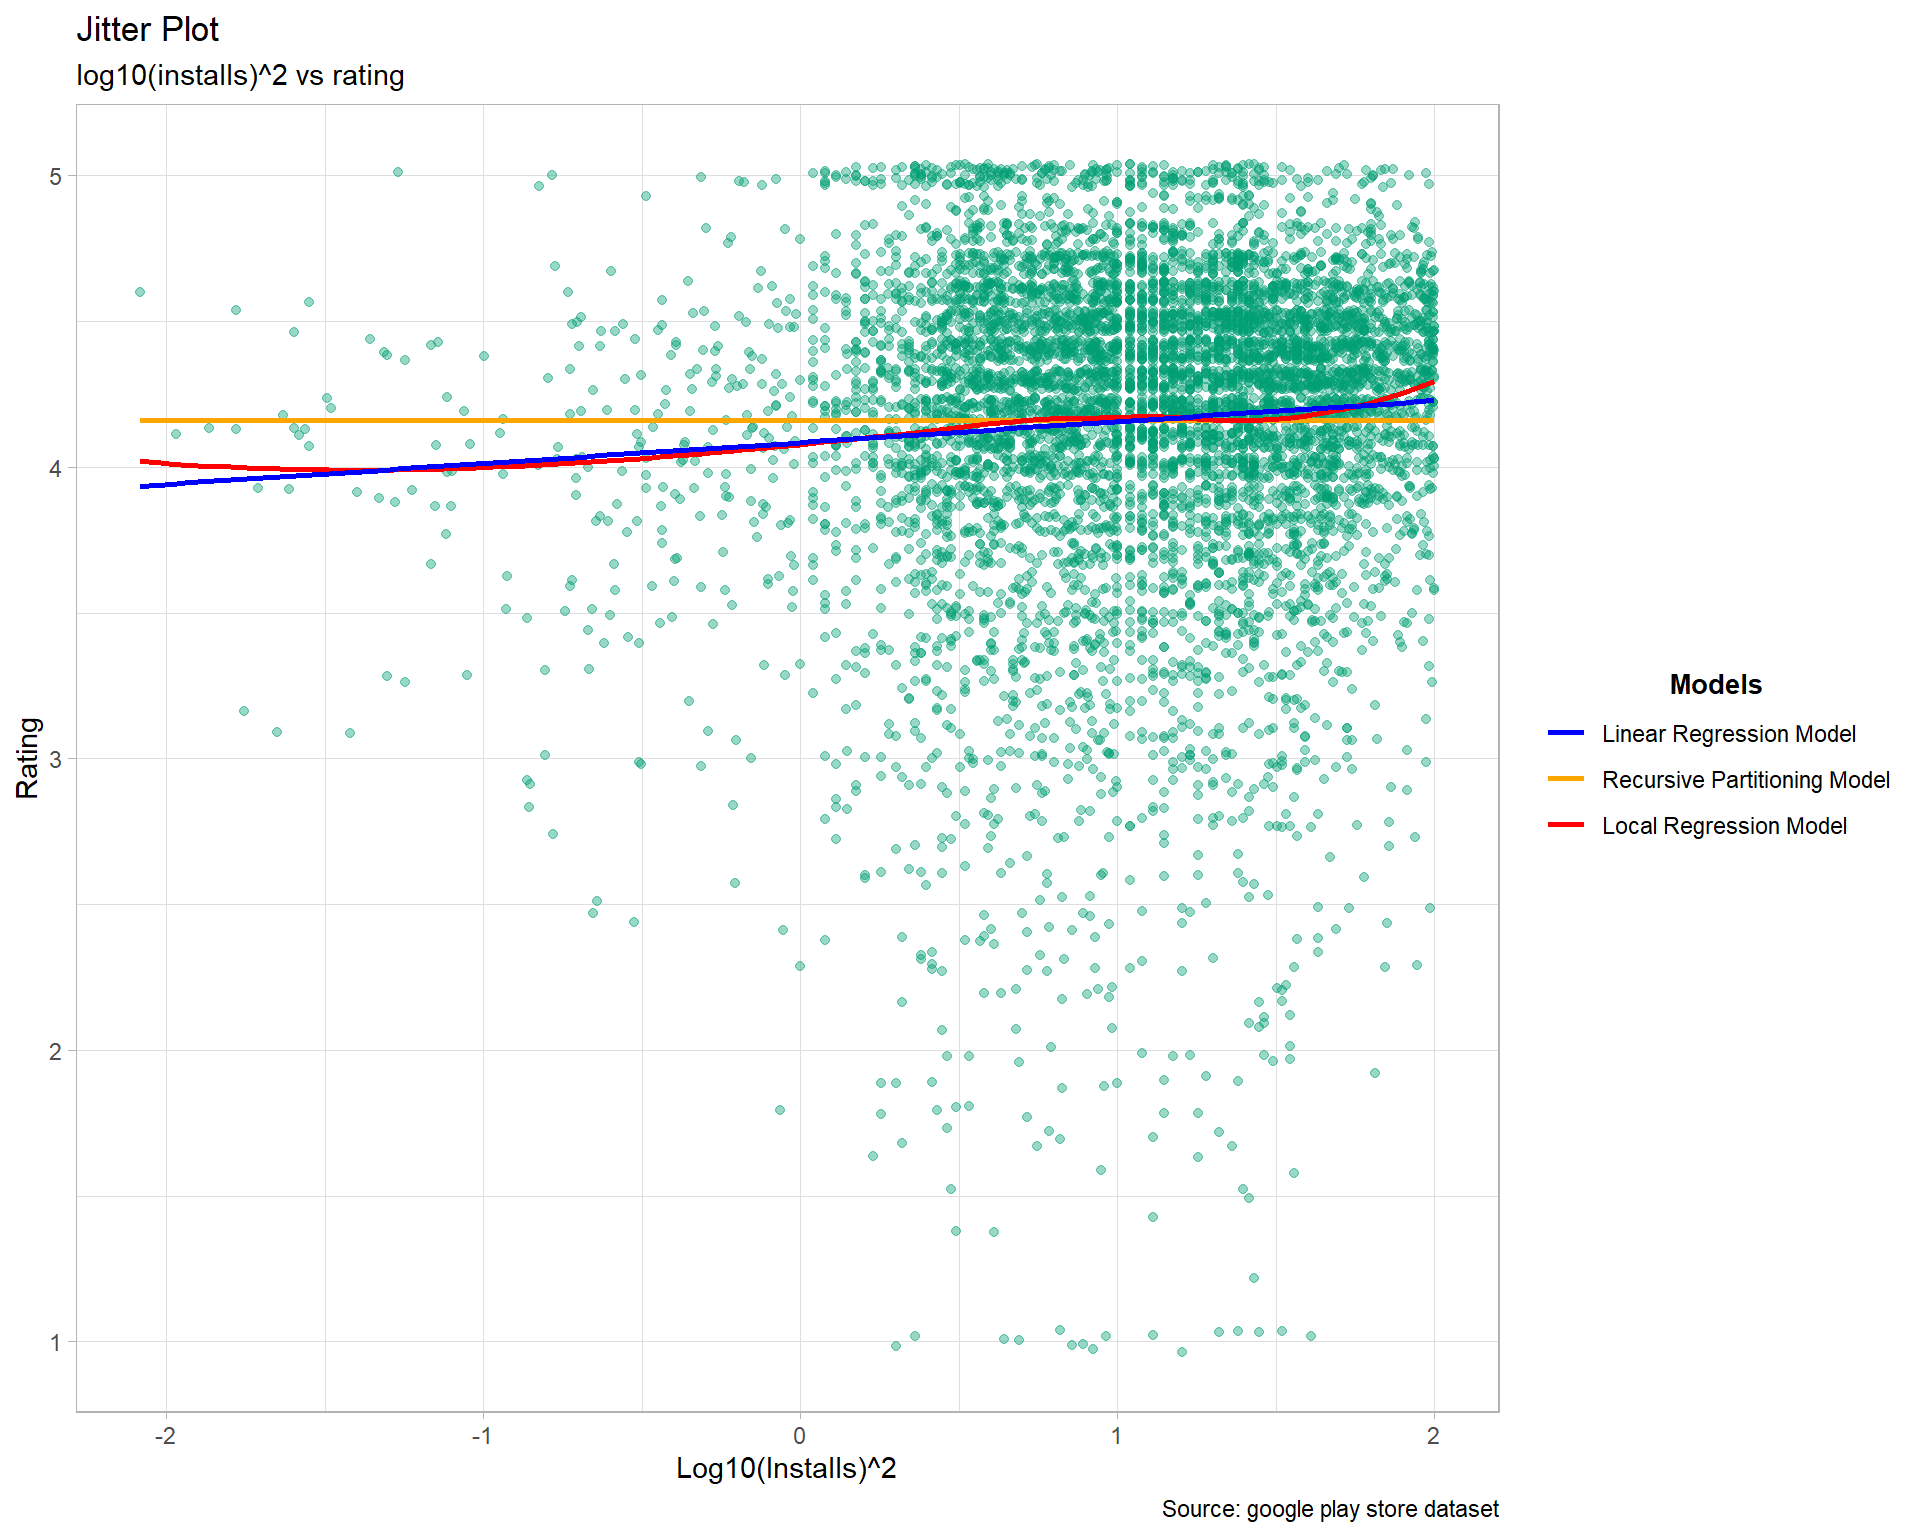 Jitter Plot
log10(installs)^2 vs rating
5
4
3
2
1
Rating
-2 -1 0 1 2
Log10(Installs)^2
Models
Linear Regression Model
Recursive Partitioning Model
Local Regression Model
Source: google play store dataset